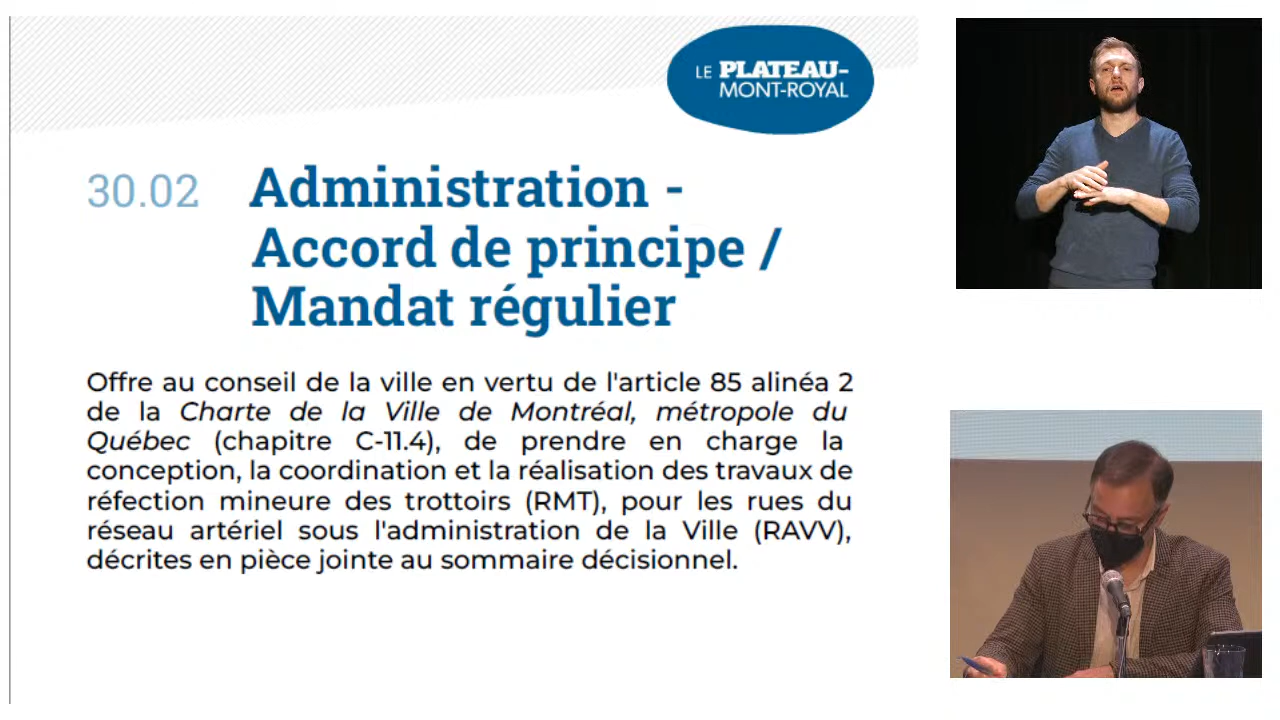 LE PLATEAU-
MONT-ROYAL
30.02 Administration -
Accord de principe /
Mandat régulier
Offre au conseil de la ville en vertu de l'article 85 alinéa 2
de la Charte de la Ville de Montréal, métropole du
Québec (chapitre C-11.4), de prendre en charge la
conception, la coordination et la réalisation des travaux de
réfection mineure des trottoirs (RMT), pour les rues du
réseau artériel sous l'administration de la Ville (RAVV),
décrites en pièce jointe au sommaire décisionnel.